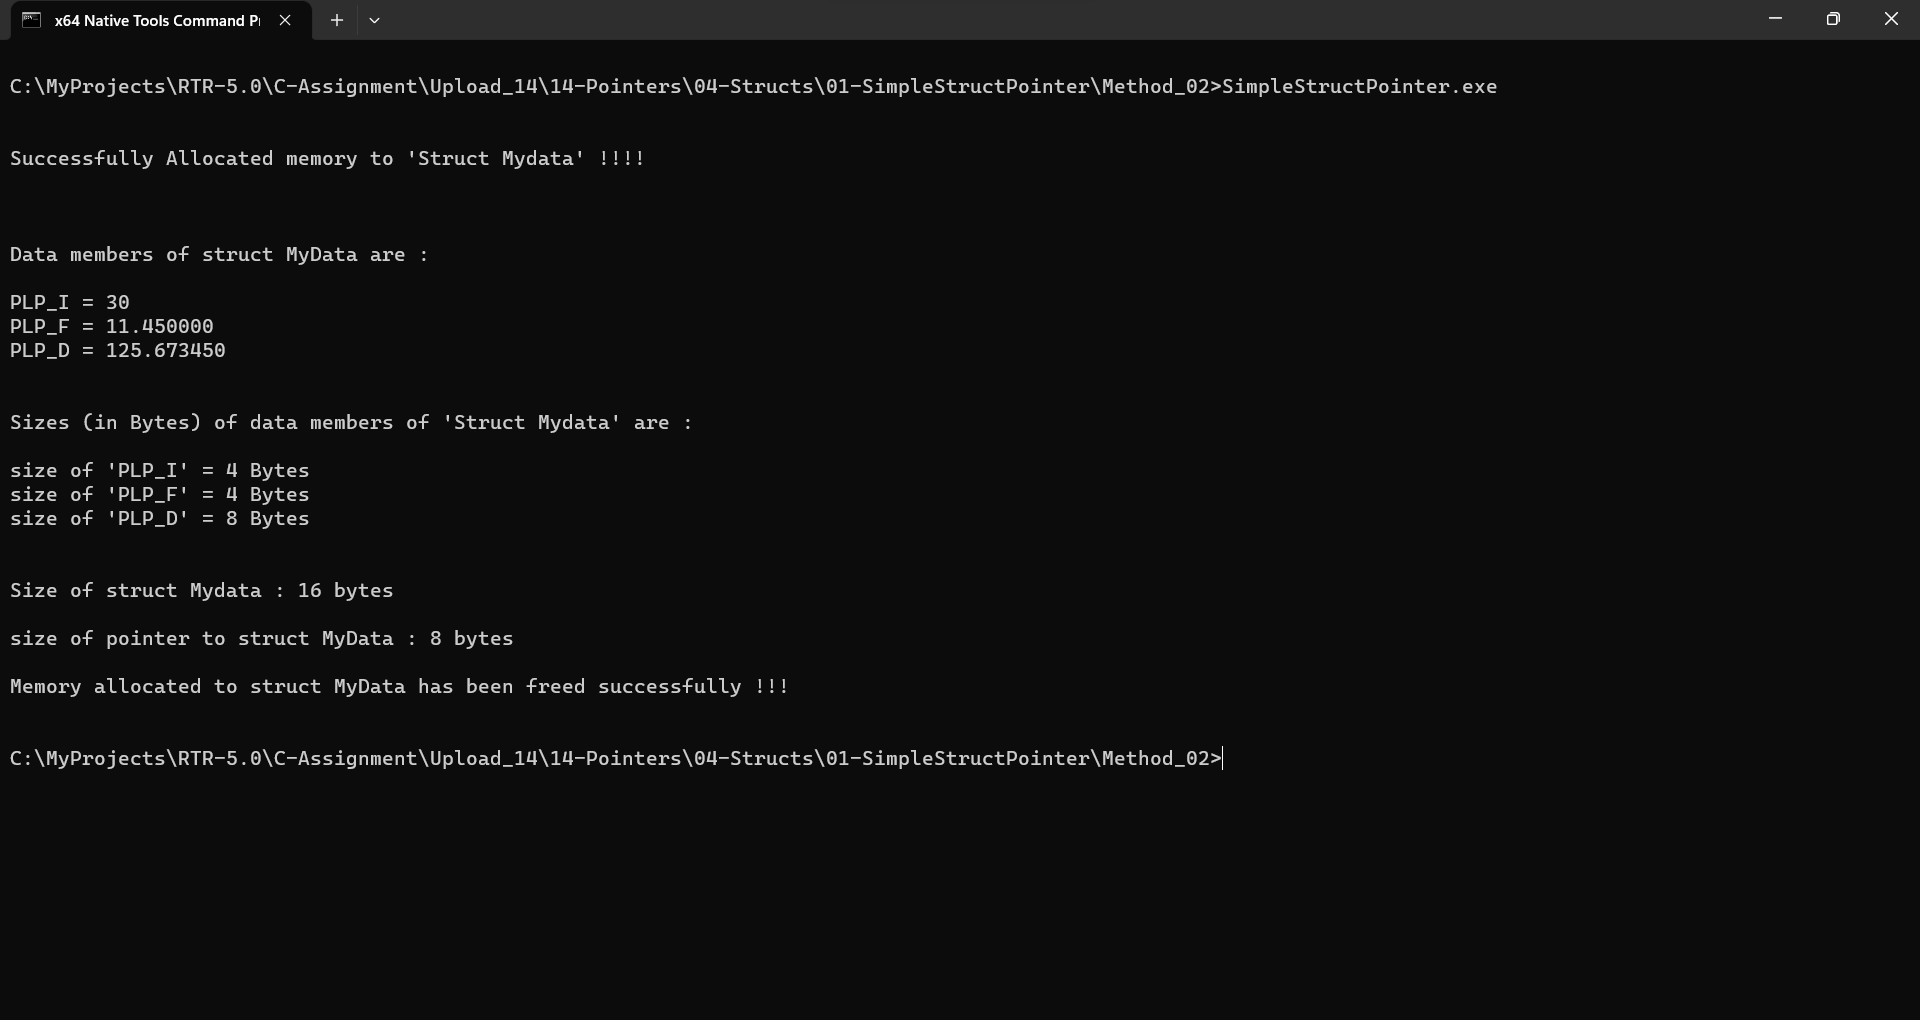 x64 Native Tools Command P
C:\MyProjects\RTR-5.0\C-Assignment\Upload_14\14-Pointers\04-Structs\01-SimpleStructPointer\Method_02>SimpleStructPointer.exe
Successfully Allocated memory to 'Struct Mydata' !!!!
Data members of struct MyData are :
PLP_I = 30
PLP_F = 11.450000
PLP_D = 125.673450
Sizes (in Bytes) of data members of 'Struct Mydata' are :
size of 'PLP_I' = 4 Bytes
size of 'PLP_F' = 4 Bytes
size of 'PLP_D' = 8 Bytes
Size of struct Mydata : 16 bytes
size of pointer to struct MyData : 8 bytes
Memory allocated to struct MyData has been freed successfully !!!
C:\MyProjects\RTR-5.0\C-Assignment\Upload_14\14-Pointers\04-Structs\01-SimpleStructPointer\Method_02>